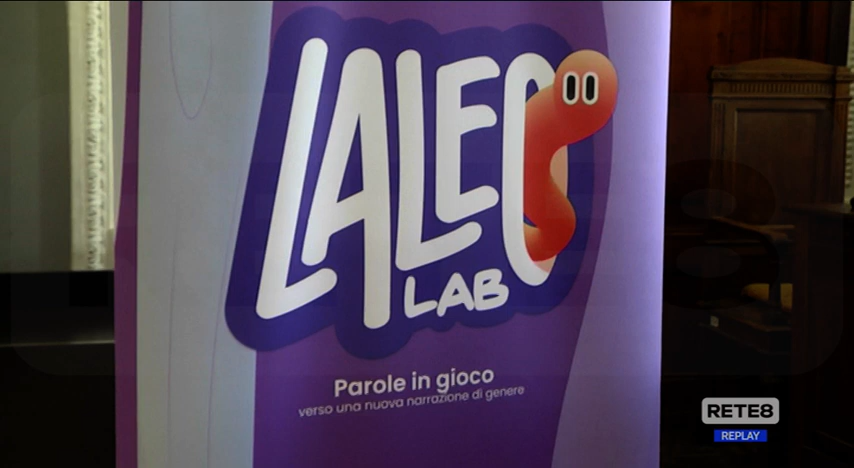 LALEO
LAB
Parole in gioco
verso una nuova narrazione di genere
RETE8
REPLAY